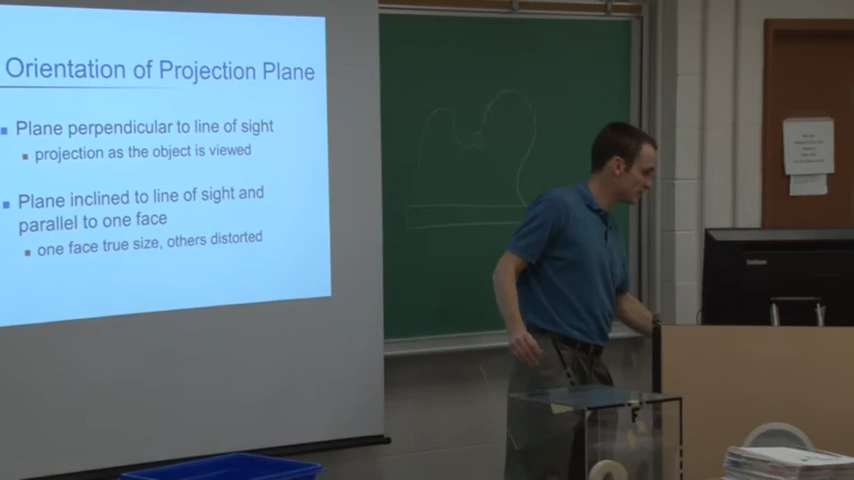 Orientation of Projection Plane
Plane perpendicular to line of sight
projection as the object is viewed
Plane inclined to line of sight and
parallel to one face
one face true size, others distorted
F